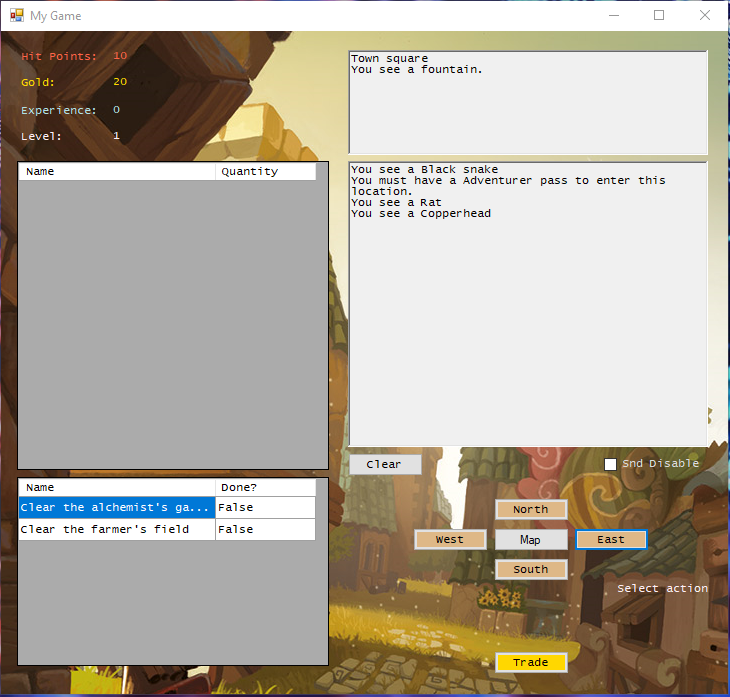 My Game
Hit Points: 10
Gold: 20
Experience: 0
Level: 1
Town square
You see a fountain.
Name Quantity
You see a Black snake
You must have a Adventurer pass to enter this
location.
You see a Rat
You see a Copperhead
Clear
Snd Disable
Name Done?
Clear the alchemist's ga... False
Clear the farmer's field False
North
West Map East
South
Select action
Trade